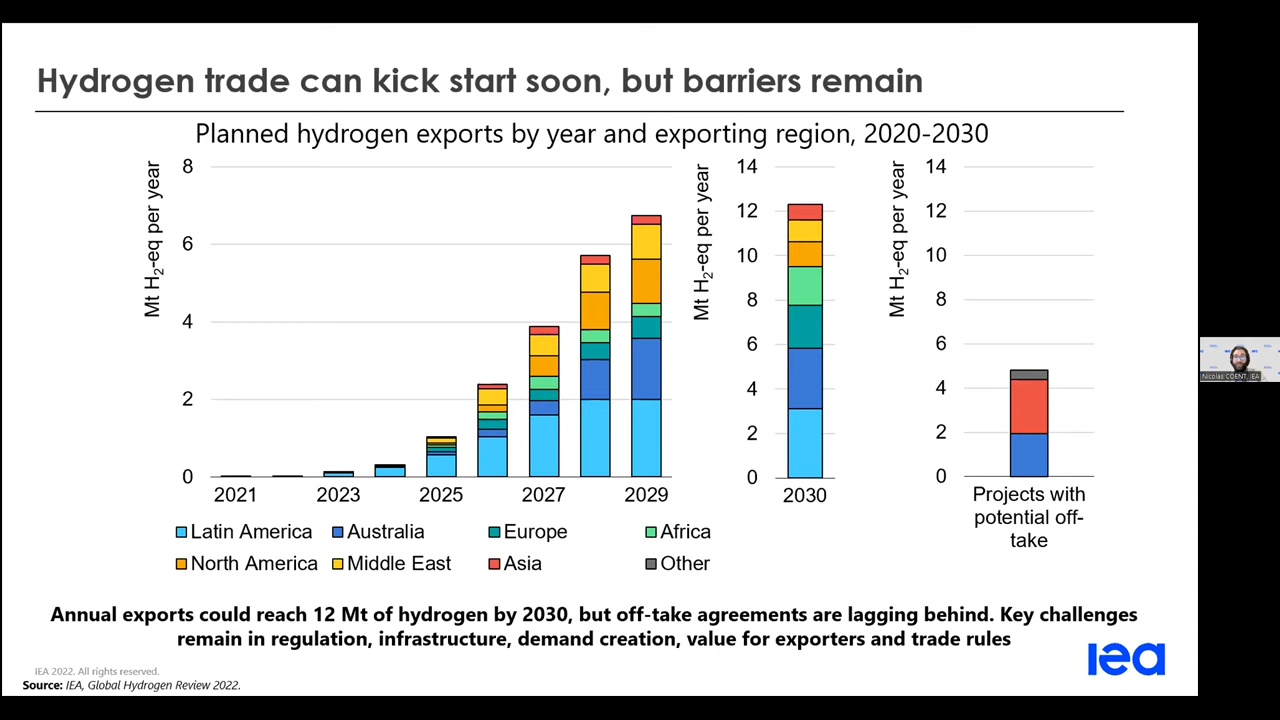 Hydrogen trade can kick start soon, but barriers remain
Planned hydrogen exports by year and exporting region, 2020-2030
Mt H₂-eq per year
8
6
4
2
0
2021
2023
2025
2027
2029
Mt H₂-eq per year
14
12
10
8
6
4
2
0
2030
Mt H₂-eq per year
14
12
10
8
6
4
2
0
Projects with
potential off-
take
Latin America
Australia
Europe
Africa
North America
Middle East
Asia
Other
Annual exports could reach 12 Mt of hydrogen by 2030, but off-take agreements are lagging behind. Key challenges
remain in regulation, infrastructure, demand creation, value for exporters and trade rules
iea
IEA 2022. All rights reserved.
Source: IEA, Global Hydrogen Review 2022.
Nicolas COENT, IEA